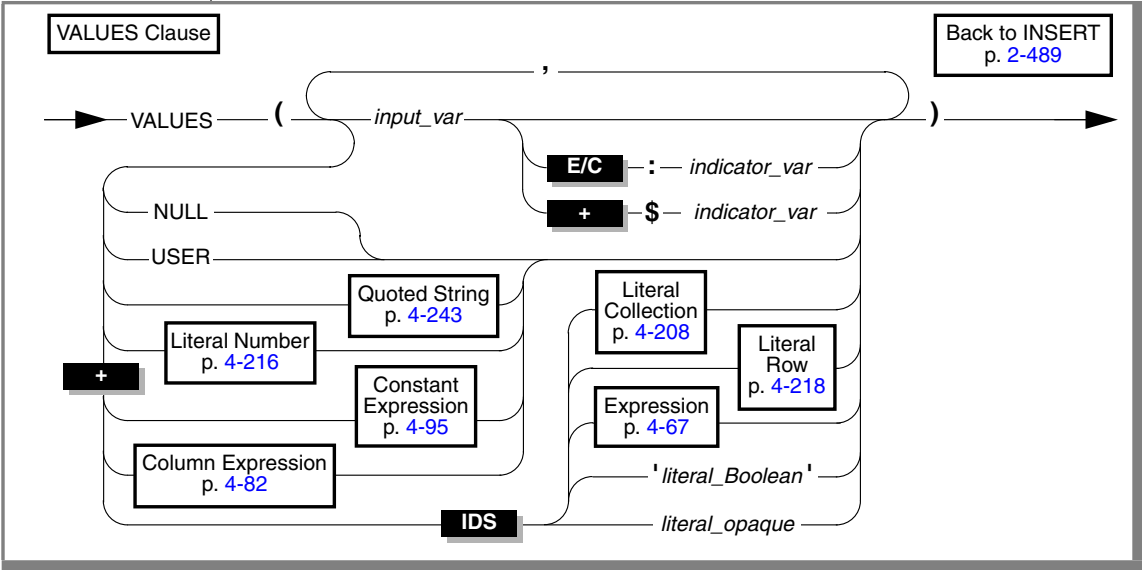 VALUES Clause
Back to INSERT
p. 2-489
,
VALUES ( input_var )
E/C : indicator_var
+ $ indicator_var
NULL
USER
Quoted String
p. 4-243
Literal
Collection
p. 4-208
Literal Number
p. 4-216
Literal
Row
p. 4-218
+
Constant
Expression
p. 4-95
Expression
p. 4-67
Column Expression
p. 4-82
'literal_Boolean'
IDS literal_opaque